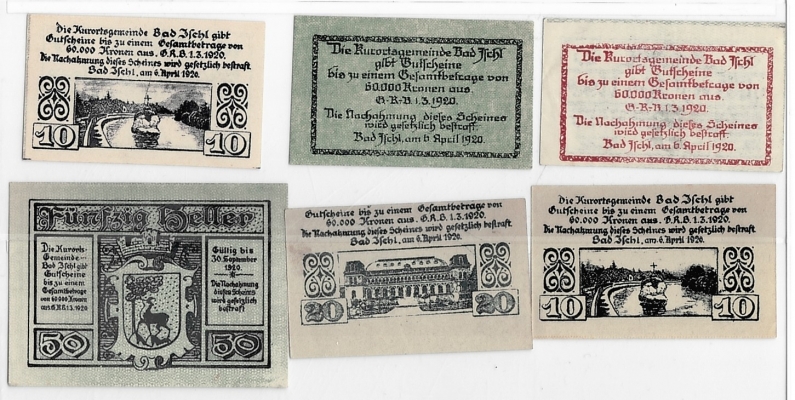 Die Kurortsgemeinde Bad Ischl gibt
Gutscheine bis zu einem Gesamtbetrage von
60.000 Kronen aus. G.R.B. 1.3.1920.
Die Nachahmung dieses Scheines wird gesetzlich bestraft.
Bad Ischl, am 6. April 1920.
10 10
Die Kurortsgemeinde Bad Ischl
gibt Gutscheine
bis zu einem Gesamtbetrage von
60.000 Kronen aus
G-R-B 1.3.1920.
Die Nachahmung dieses Scheines
wird gesetzlich bestraft.
Bad Ischl, am 6 April 1920.
Die Kurortsgemeinde Bad Ischl
gibt Gutscheine
bis zu einem Gesamtbetrage von
60.000 Kronen aus.
G-R-B 1.3.1920.
Die Nachahmung dieses Scheines
wird gesetzlich bestraft.
Bad Ischl, am 6 April 1920.
Fünfzig Heller
Die Kurorts-
Gemeinde-
Bad Ischl gibt
Gutscheine
bis zu einem
Gesamtbetrage
von 60000 Kronen
aus. G.R.B. 1.3.1920
Gültig bis
30. September
1920.
Die Nachahmung
dieses Scheines
wird gesetzlich
bestraft
50 50
Gutscheine bis zu einem Gesamtbetrage von
60.000 Kronen aus. G.R.B. 1.3.1920.
Die Nachahmung dieses Scheines wird gesetzlich bestraft.
Bad Ischl, am 6. April 1920.
20 20
Die Kurortsgemeinde Bad Ischl gibt
Gutscheine bis zu einem Gesamtbetrage von
60.000 Kronen aus. G.R.B. 1.3.1920.
Die Nachahmung dieses Scheines wird gesetzlich bestraft.
Bad Ischl, am 6. April 1920.
10 10